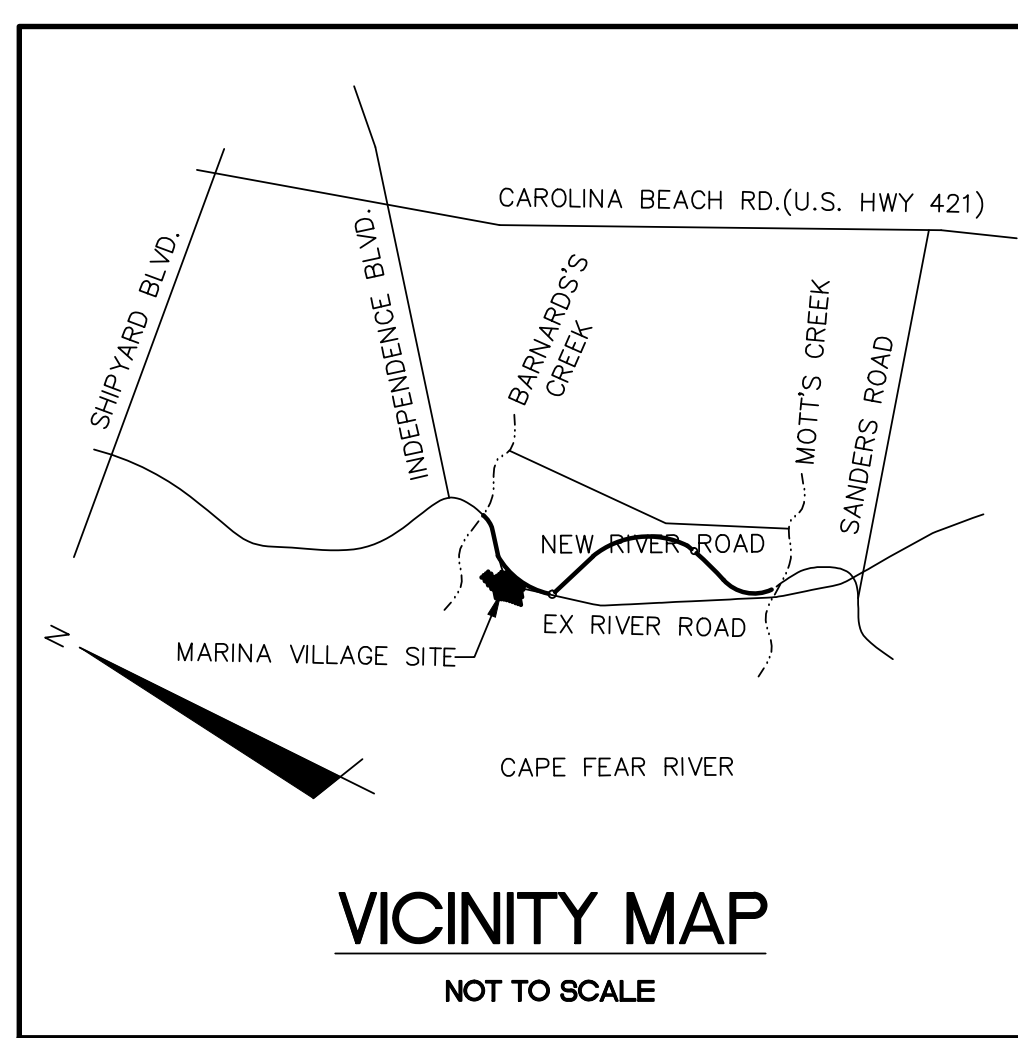 CAROLINA BEACH RD.(U.S. HWY 421)
SHIPYARD BLVD.
INDEPENDENCE BLVD.
BARNARDS'S
CREEK
MOTT'S CREEK
SANDERS ROAD
NEW RIVER ROAD
EX RIVER ROAD
N
MARINA VILLAGE SITE
CAPE FEAR RIVER
VICINITY MAP
NOT TO SCALE